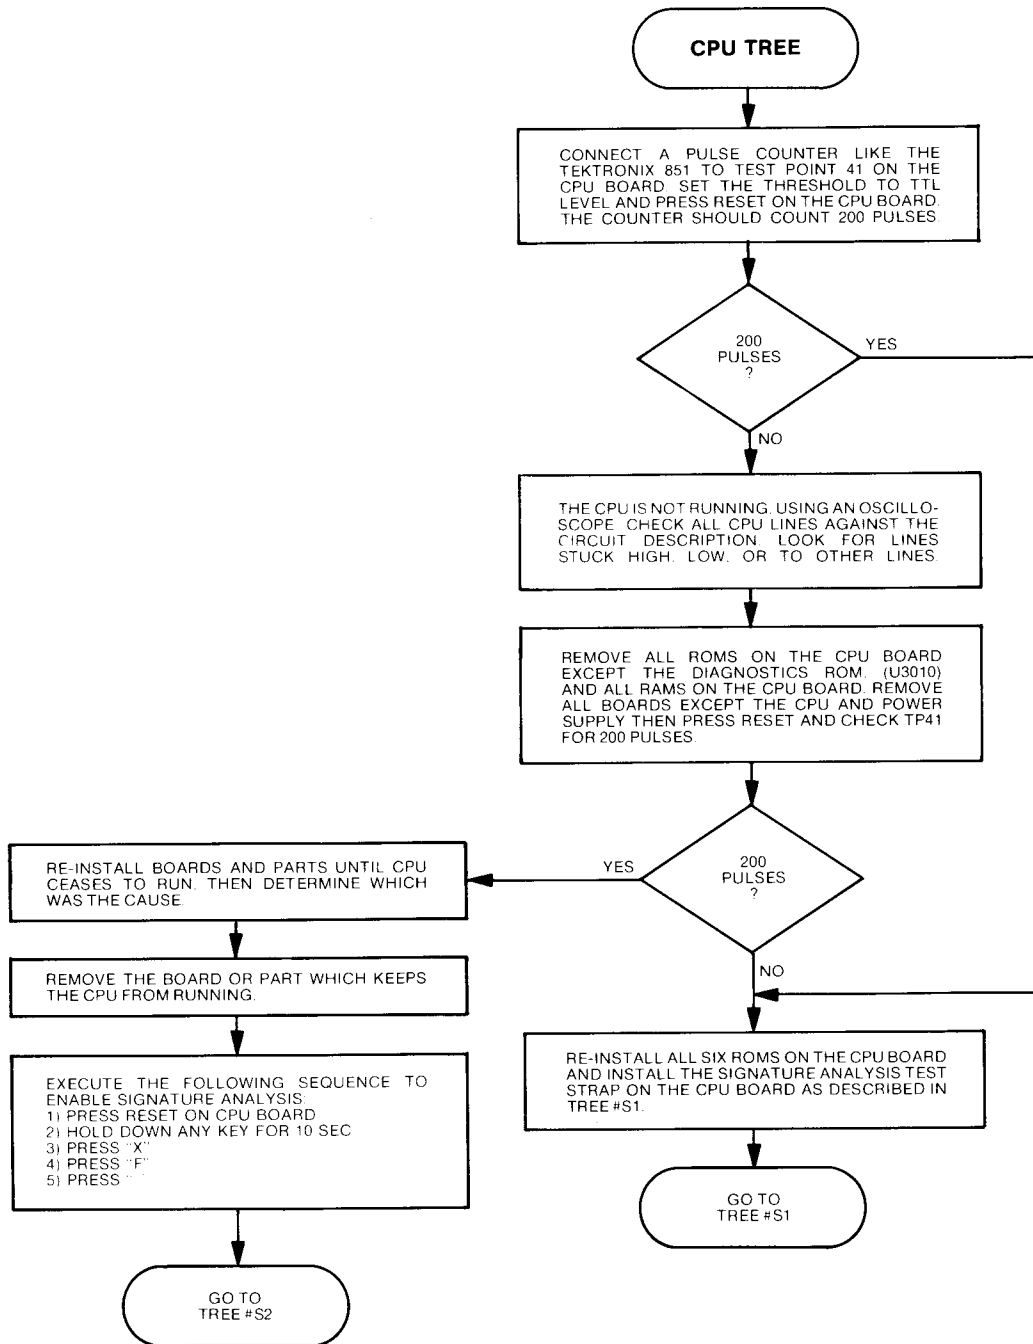 CPU TREE
CONNECT A PULSE COUNTER LIKE THE
TEKTRONIX 851 TO TEST POINT 41 ON THE
CPU BOARD. SET THE THRESHOLD TO TTL
LEVEL AND PRESS RESET ON THE CPU BOARD.
THE COUNTER SHOULD COUNT 200 PULSES.
200
PULSES
?
YES
NO
THE CPU IS NOT RUNNING. USING AN OSCILLO-
SCOPE CHECK ALL CPU LINES AGAINST THE
CIRCUIT DESCRIPTION. LOOK FOR LINES
STUCK HIGH, LOW, OR TO OTHER LINES.
REMOVE ALL ROMS ON THE CPU BOARD
EXCEPT THE DIAGNOSTICS ROM, (U3010)
AND ALL RAMS ON THE CPU BOARD. REMOVE
ALL BOARDS EXCEPT THE CPU AND POWER
SUPPLY THEN PRESS RESET AND CHECK TP41
FOR 200 PULSES.
200
PULSES
?
YES
NO
RE-INSTALL BOARDS AND PARTS UNTIL CPU
CEASES TO RUN. THEN DETERMINE WHICH
WAS THE CAUSE.
REMOVE THE BOARD OR PART WHICH KEEPS
THE CPU FROM RUNNING.
EXECUTE THE FOLLOWING SEQUENCE TO
ENABLE SIGNATURE ANALYSIS:
1) PRESS RESET ON CPU BOARD
2) HOLD DOWN ANY KEY FOR 10 SEC
3) PRESS "X"
4) PRESS "F"
5) PRESS
GO TO
TREE #S2
RE-INSTALL ALL SIX ROMS ON THE CPU BOARD
AND INSTALL THE SIGNATURE ANALYSIS TEST
STRAP ON THE CPU BOARD AS DESCRIBED IN
TREE #S1.
GO TO
TREE #S1